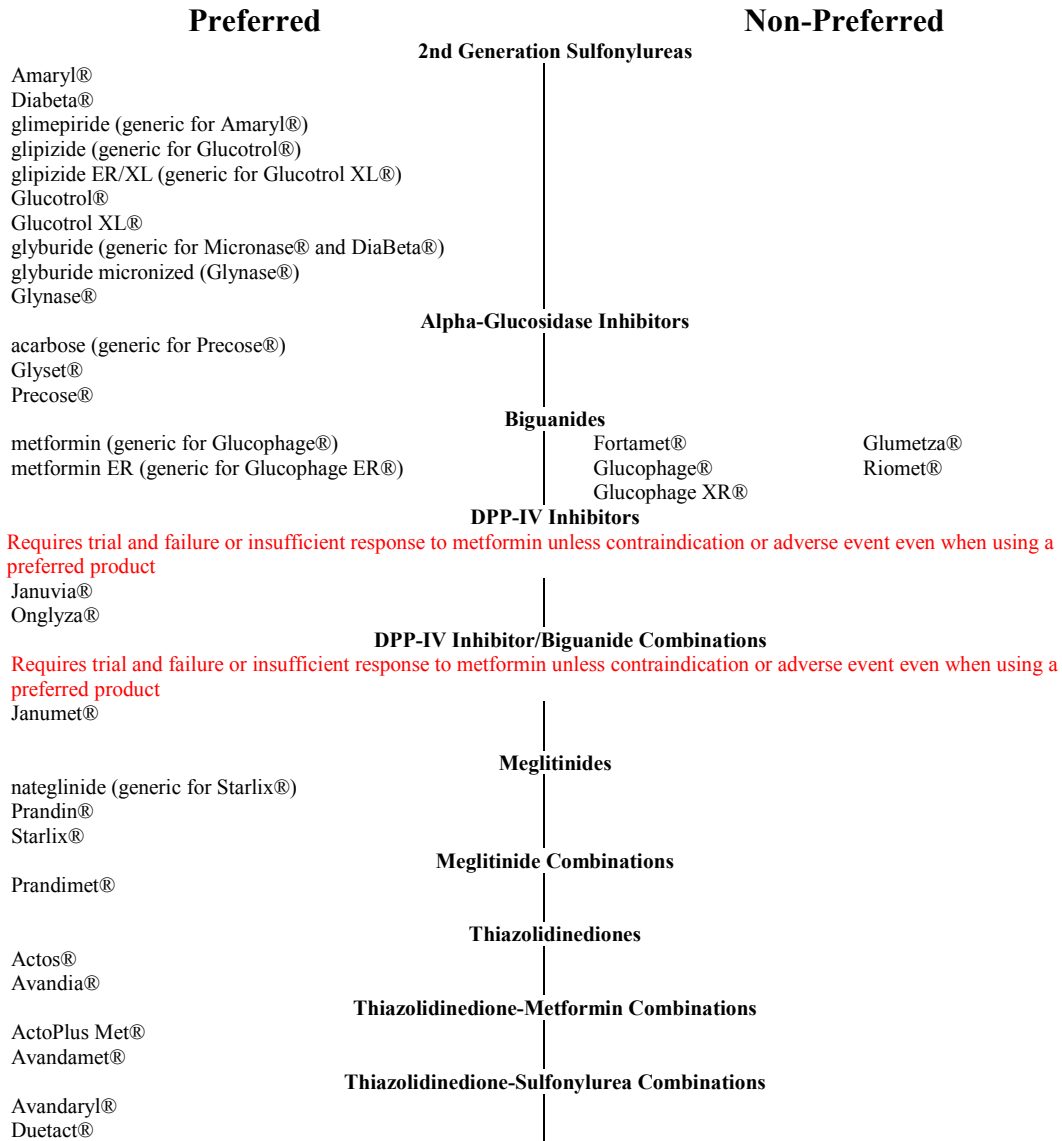 Preferred Non-Preferred
2nd Generation Sulfonylureas
Amaryl®
Diabeta®
glimepiride (generic for Amaryl®)
glipizide (generic for Glucotrol®)
glipizide ER/XL (generic for Glucotrol XL®)
Glucotrol®
Glucotrol XL®
glyburide (generic for Micronase® and DiaBeta®)
glyburide micronized (Glynase®)
Glynase®
Alpha-Glucosidase Inhibitors
acarbose (generic for Precose®)
Glyset®
Precose®
Biguanides
metformin (generic for Glucophage®) Fortamet® Glumetza®
metformin ER (generic for Glucophage ER®) Glucophage® Riomet®
Glucophage XR®
DPP-IV Inhibitors
Requires trial and failure or insufficient response to metformin unless contraindication or adverse event even when using a
preferred product
Januvia®
Onglyza®
DPP-IV Inhibitor/Biguanide Combinations
Requires trial and failure or insufficient response to metformin unless contraindication or adverse event even when using a
preferred product
Janumet®
Meglitinides
nateglinide (generic for Starlix®)
Prandin®
Starlix®
Meglitinide Combinations
Prandimet®
Thiazolidinediones
Actos®
Avandia®
Thiazolidinedione-Metformin Combinations
ActoPlus Met®
Avandamet®
Thiazolidinedione-Sulfonylurea Combinations
Avandaryl®
Duetact®